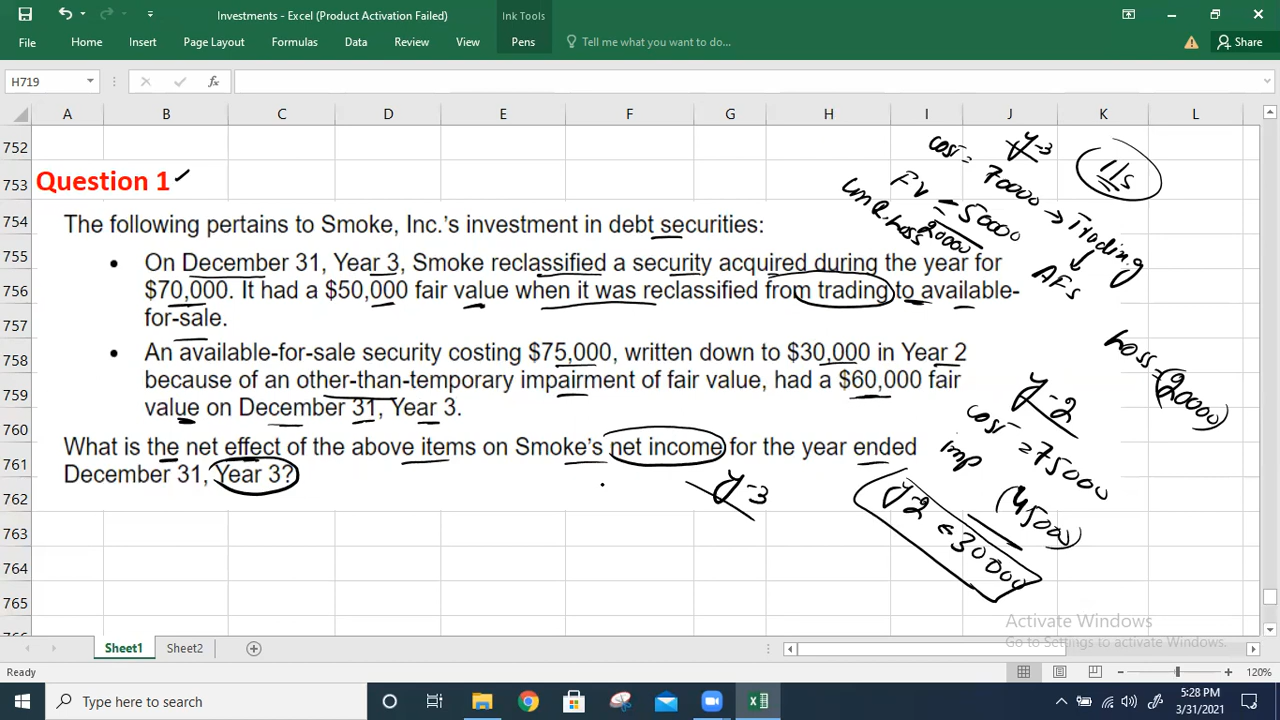 Investments - Excel (Product Activation Failed)
Ink Tools
File
Home
Insert
Page Layout
Formulas
Data
Review
View
Pens
Tell me what you want to do...
Share
H719
fx
A
B
C
D
E
F
G
H
I
J
K
L
752
753
754
755
756
757
758
759
760
761
762
763
764
765
766
Question 1
The following pertains to Smoke, Inc.'s investment in debt securities:
• On December 31, Year 3, Smoke reclassified a security acquired during the year for
$70,000. It had a $50,000 fair value when it was reclassified from trading to available-
for-sale.
• An available-for-sale security costing $75,000, written down to $30,000 in Year 2
because of an other-than-temporary impairment of fair value, had a $60,000 fair
value on December 31, Year 3.
What is the net effect of the above items on Smoke's net income for the year ended
December 31, Year 3?
y-3
cost = 70000 → Trading
AFS
FV = 50000
Loss 20000
I/S
Loss = (20000)
y-2
cost = 75000
imp (45000)
y-2 = 30000
y-3
Activate Windows
Go to Settings to activate Windows.
Sheet1
Sheet2
Ready
120%
Type here to search
5:28 PM
3/31/2021